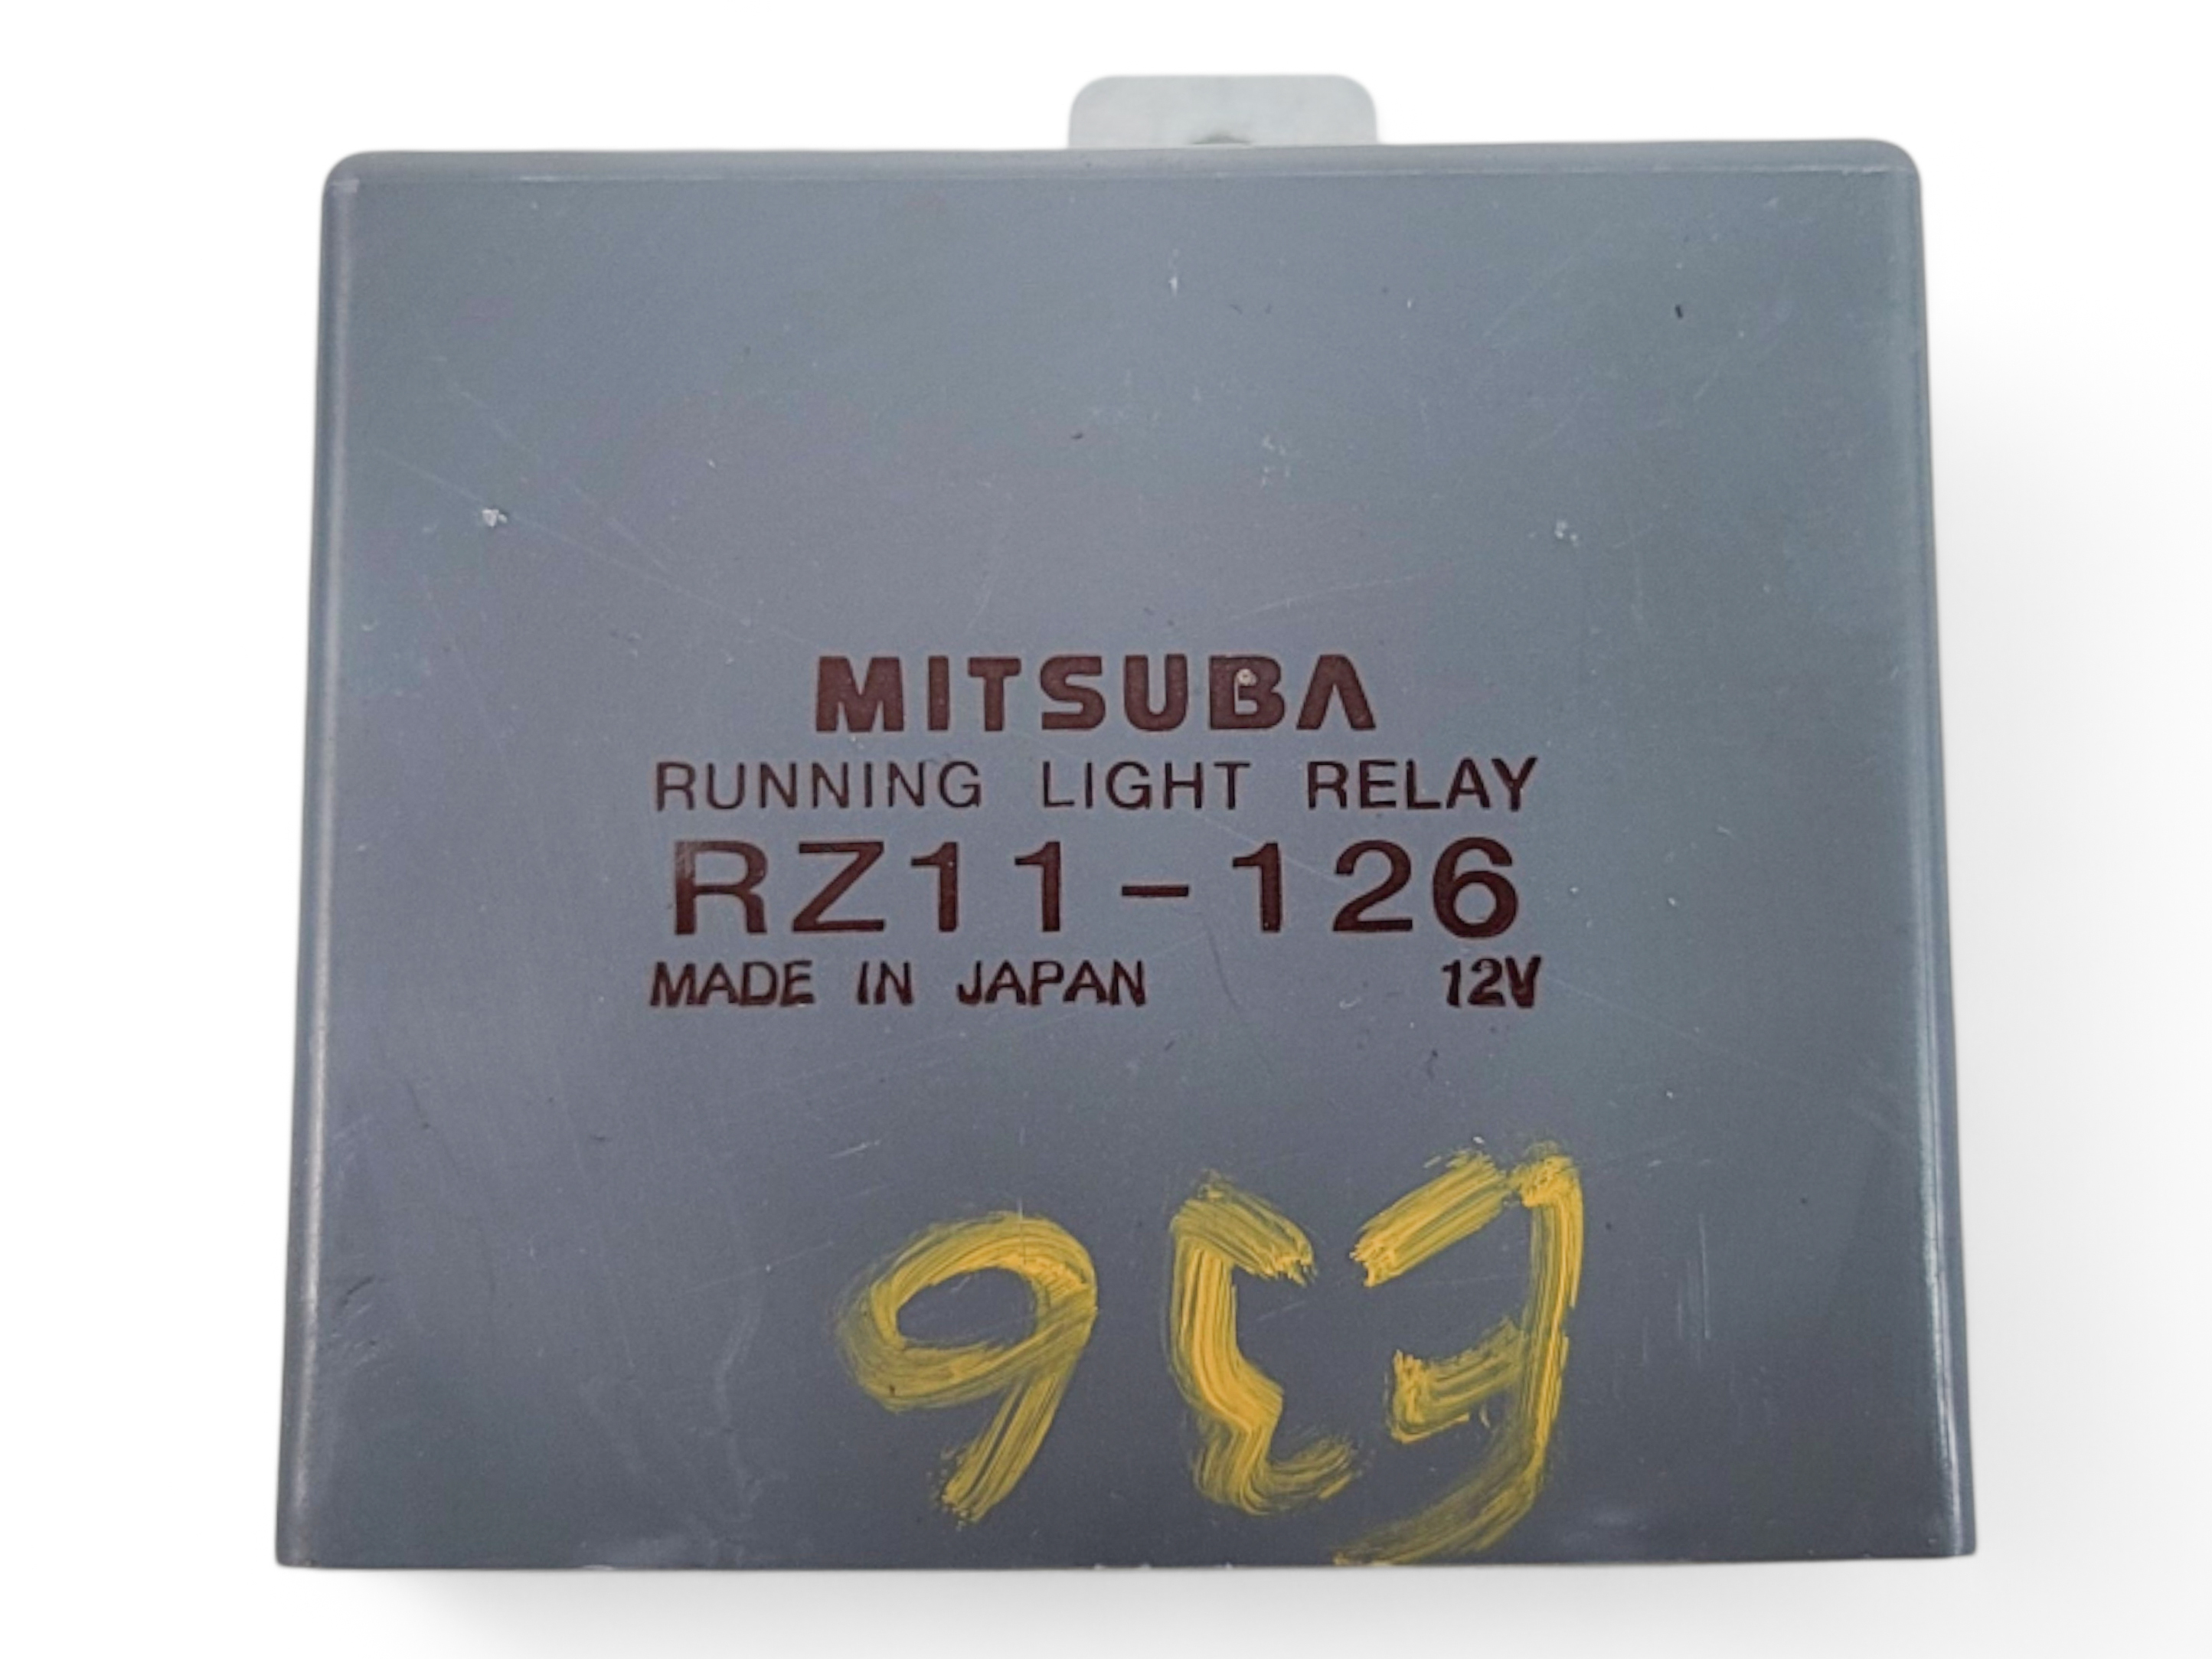 MITSUBA
RUNNING LIGHT RELAY
RZ11-126
MADE IN JAPAN 12V